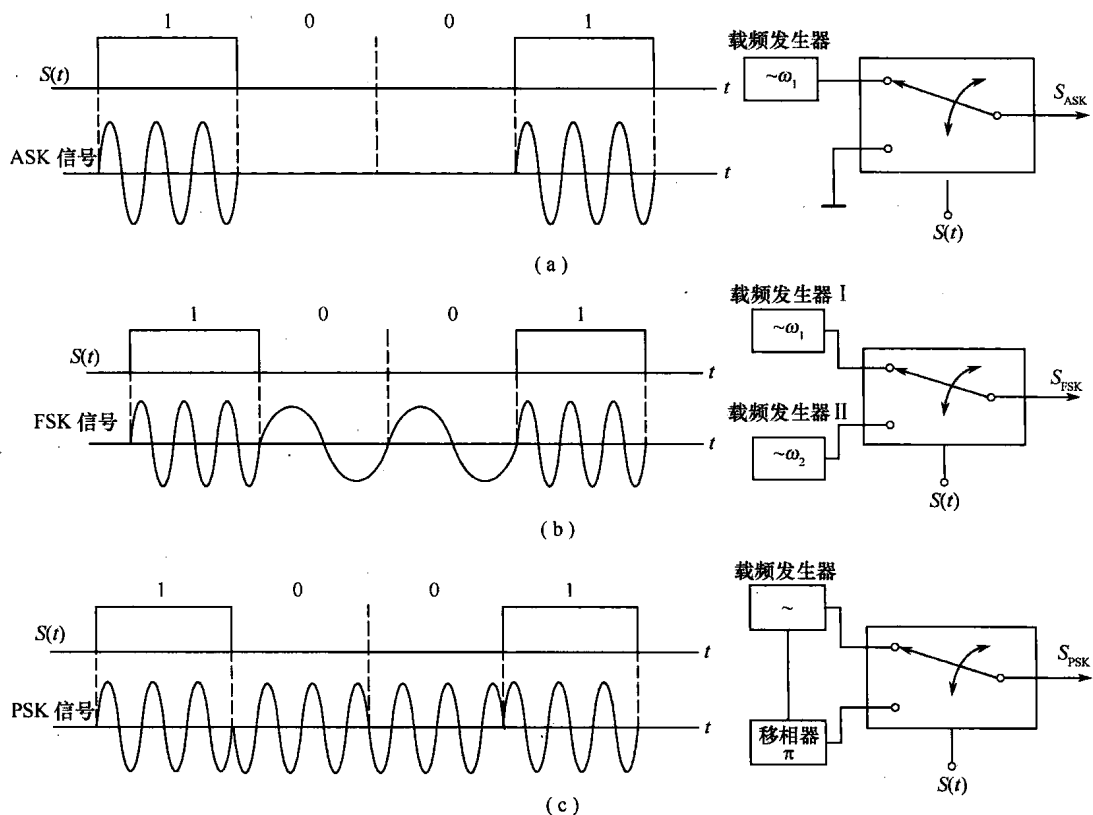 1 0 0 1
S(t)
t
ASK 信号
t
载频发生器
~ω₁
S_ASK
S(t)
( a )
1 0 0 1
S(t)
t
FSK 信号
t
载频发生器 Ⅰ
~ω₁
载频发生器 Ⅱ
~ω₂
S_FSK
S(t)
( b )
1 0 0 1
S(t)
t
PSK 信号
t
载频发生器
~
移相器
π
S_PSK
S(t)
( c )